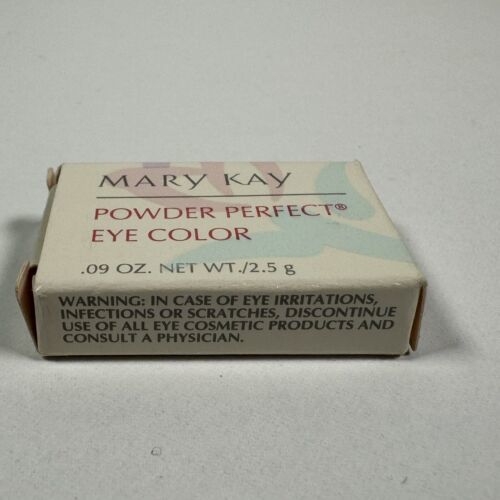 MARY KAY
POWDER PERFECT®
EYE COLOR
.09 OZ. NET WT./2.5 g
WARNING: IN CASE OF EYE IRRITATIONS,
INFECTIONS OR SCRATCHES, DISCONTINUE
USE OF ALL EYE COSMETIC PRODUCTS AND
CONSULT A PHYSICIAN.